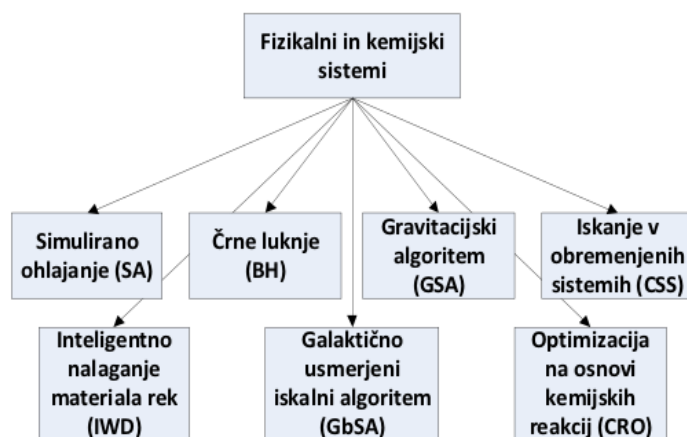 Fizikalni in kemijski
sistemi
Simulirano
ohlajanje (SA)
Črne luknje
(BH)
Gravitacijski
algoritem
(GSA)
Iskanje v
obremenjenih
sistemih (CSS)
Inteligentno
nalaganje
materiala rek
(IWD)
Galaktično
usmerjeni
iskalni algoritem
(GbSA)
Optimizacija
na osnovi
kemijskih
reakcij (CRO)